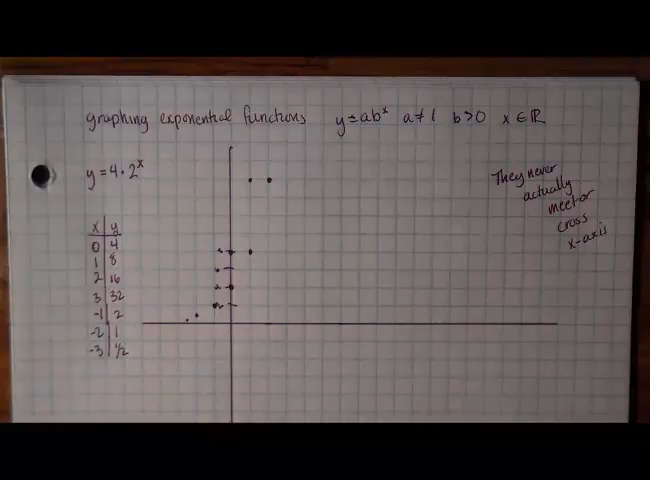 graphing exponential functions y = ab^x a ≠ 1 b > 0 x ∈ ℝ
y = 4 · 2^x
They never
actually
meet or
cross
x-axis
x y
0 4
1 8
2 16
3 32
-1 2
-2 1
-3 1/2